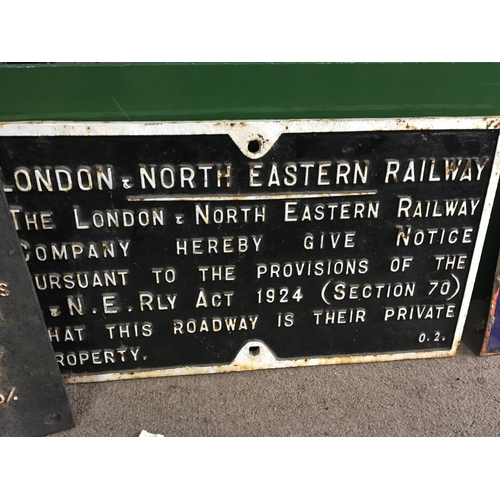 LONDON & NORTH EASTERN RAILWAY
THE LONDON & NORTH EASTERN RAILWAY
COMPANY HEREBY GIVE NOTICE
URSUANT TO THE PROVISIONS OF THE
& N.E. RLY ACT 1924 (SECTION 70)
HAT THIS ROADWAY IS THEIR PRIVATE
ROPERTY. O.2.